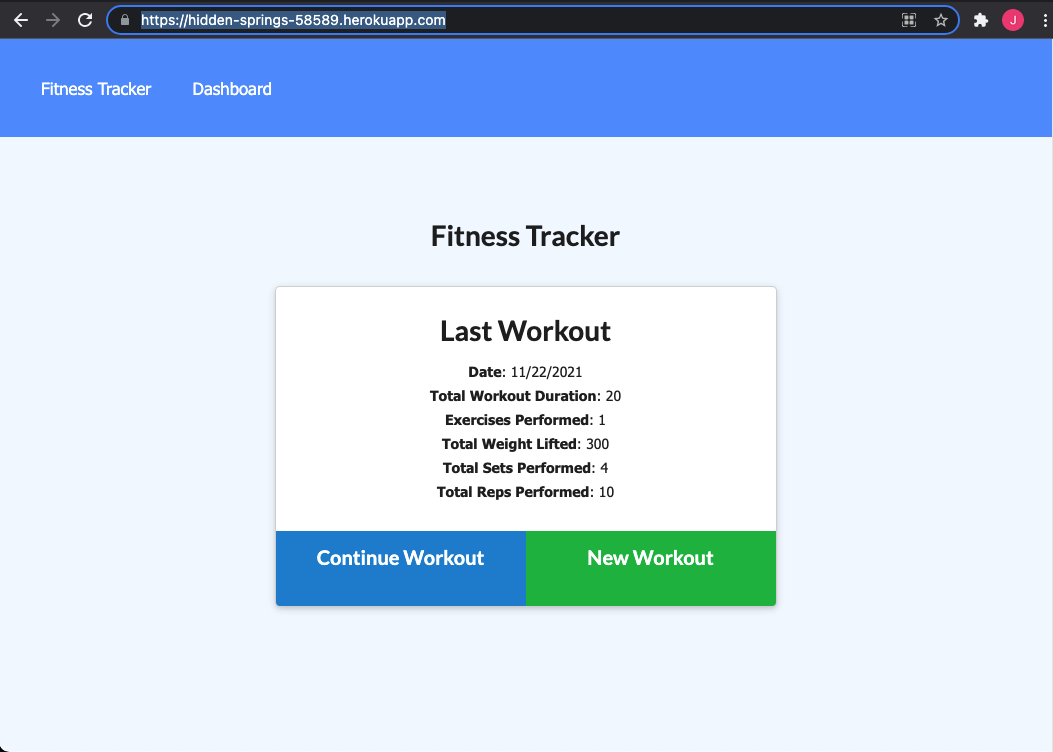 https://hidden-springs-58589.herokuapp.com
J
Fitness Tracker Dashboard
Fitness Tracker
Last Workout
Date: 11/22/2021
Total Workout Duration: 20
Exercises Performed: 1
Total Weight Lifted: 300
Total Sets Performed: 4
Total Reps Performed: 10
Continue Workout New Workout